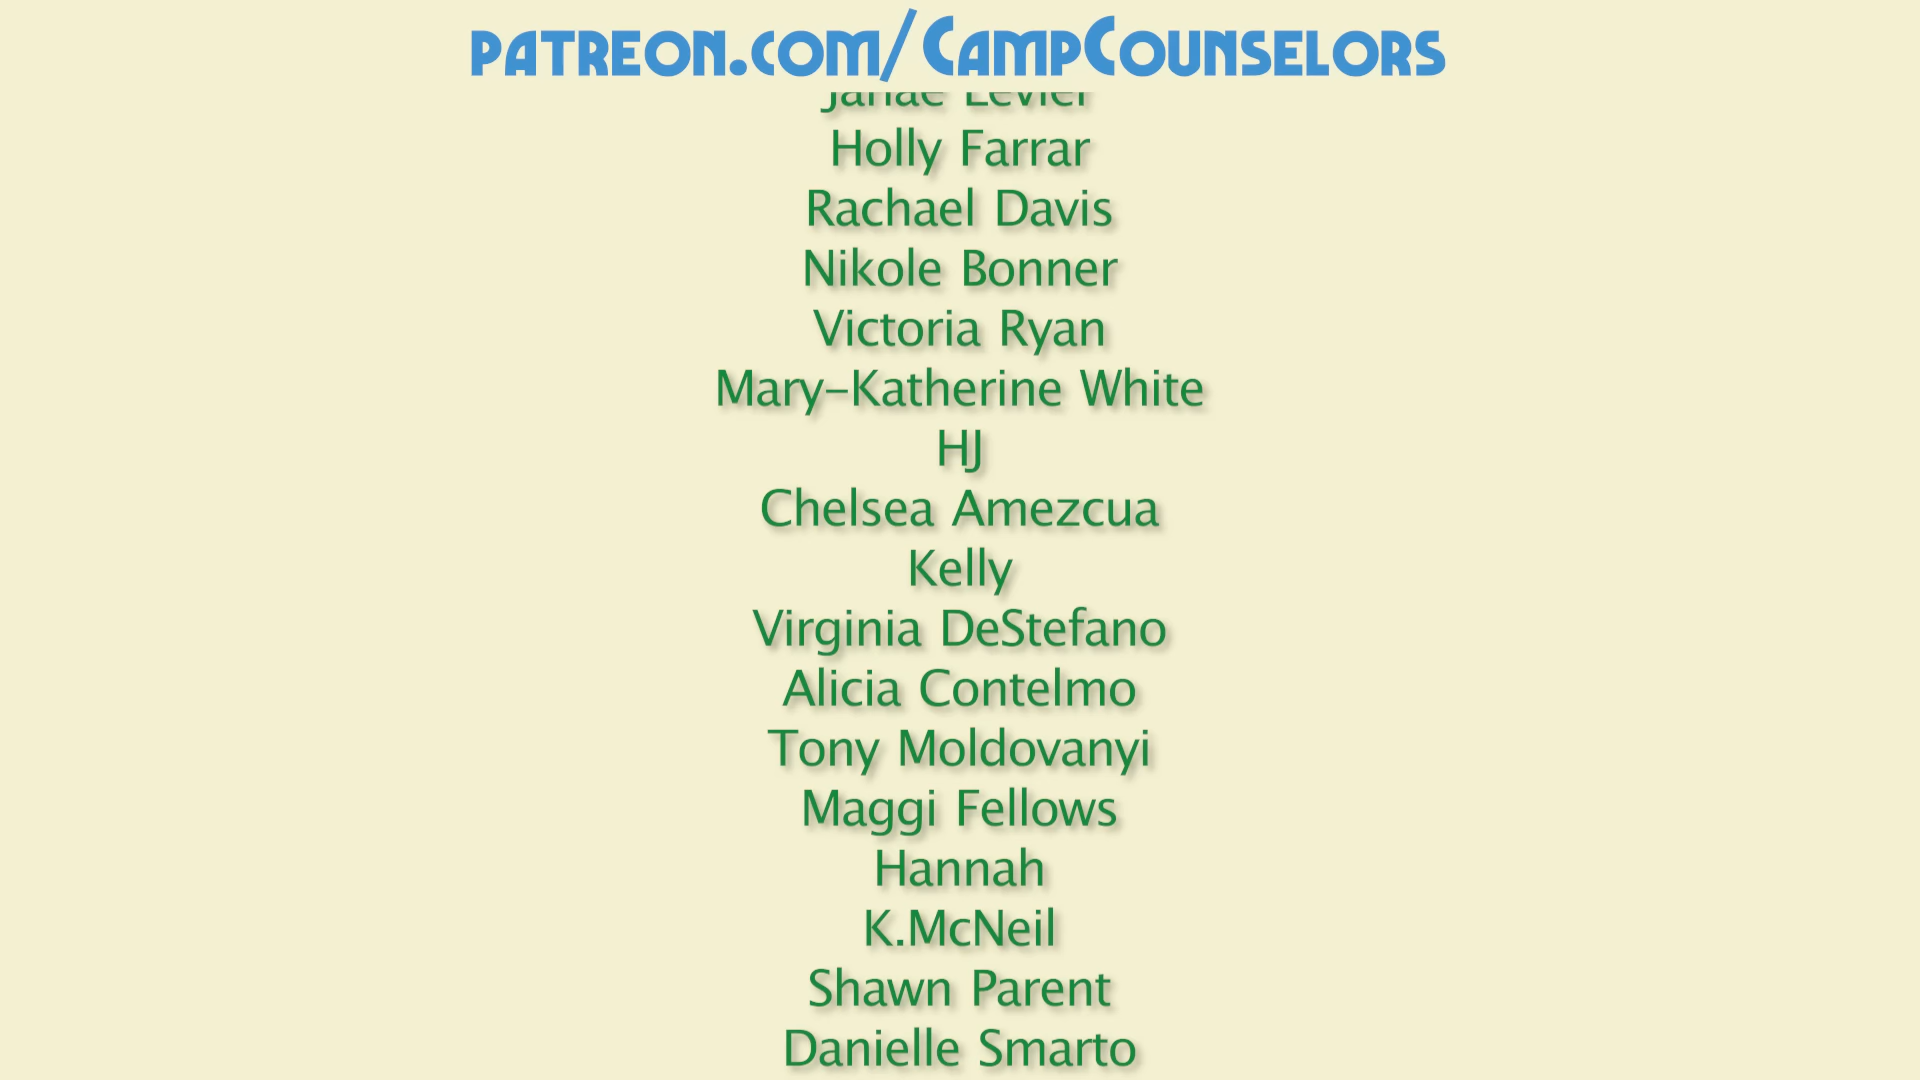 patreon.com/CampCounselors
Holly Farrar
Rachael Davis
Nikole Bonner
Victoria Ryan
Mary-Katherine White
HJ
Chelsea Amezcua
Kelly
Virginia DeStefano
Alicia Contelmo
Tony Moldovanyi
Maggi Fellows
Hannah
K.McNeil
Shawn Parent
Danielle Smarto